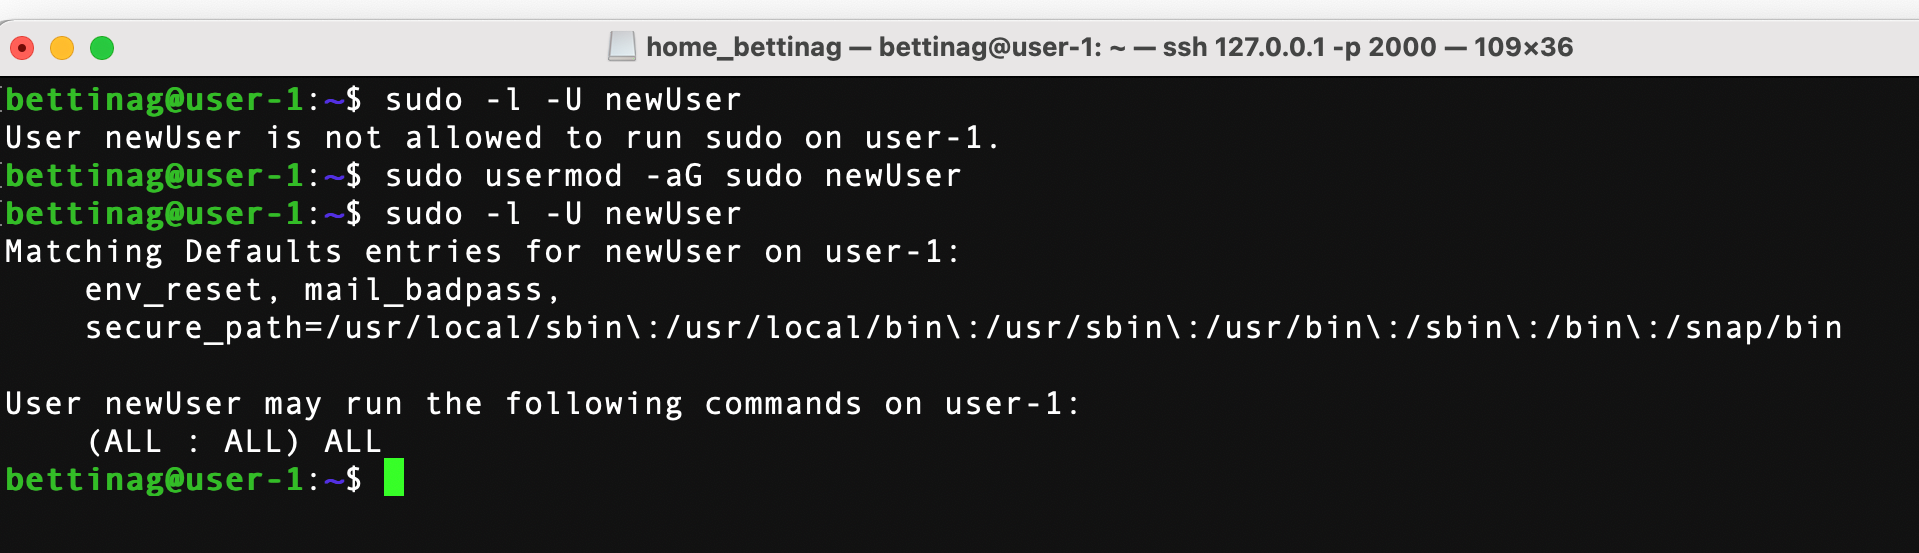 home_bettinag — bettinag@user-1: ~ — ssh 127.0.0.1 -p 2000 — 109×36
bettinag@user-1:~$ sudo -l -U newUser
User newUser is not allowed to run sudo on user-1.
bettinag@user-1:~$ sudo usermod -aG sudo newUser
bettinag@user-1:~$ sudo -l -U newUser
Matching Defaults entries for newUser on user-1:
    env_reset, mail_badpass,
    secure_path=/usr/local/sbin\:/usr/local/bin\:/usr/sbin\:/usr/bin\:/sbin\:/bin\:/snap/bin

User newUser may run the following commands on user-1:
    (ALL : ALL) ALL
bettinag@user-1:~$